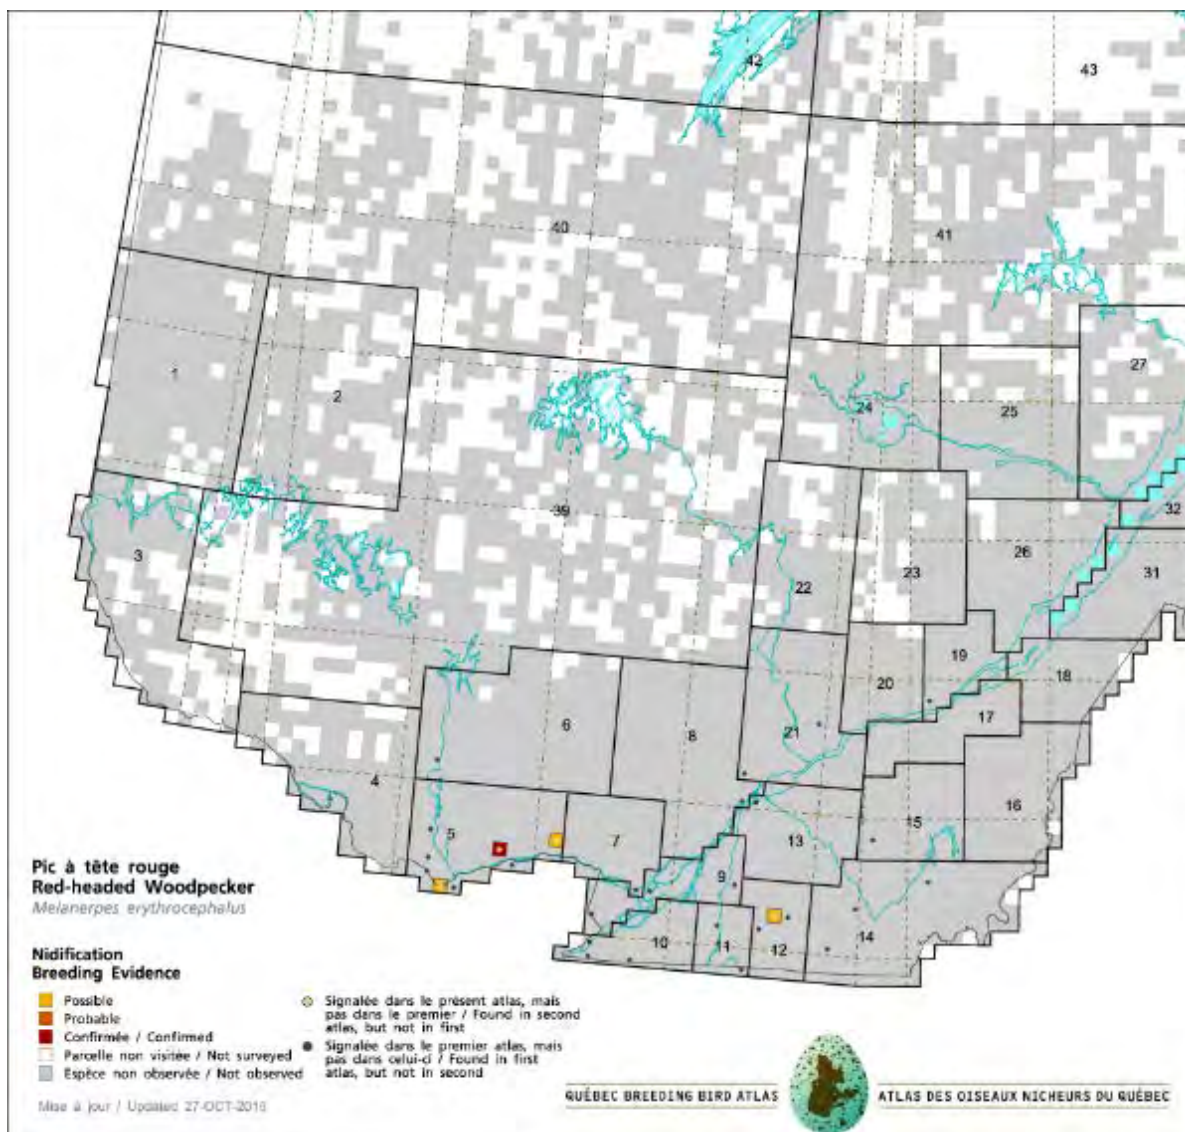 42
43
40
41
1
2
27
24
25
39
32
3
26
31
22
23
19
18
20
17
6
21
8
4
16
5
7
13
15
9
10
11
12
14
Pic à tête rouge
Red-headed Woodpecker
Melanerpes erythrocephalus
Nidification
Breeding Evidence
Possible
Probable
Confirmée / Confirmed
Parcelle non visitée / Not surveyed
Espèce non observée / Not observed
Signalée dans le présent atlas, mais
pas dans le premier / Found in second
atlas, but not in first
Signalée dans le premier atlas, mais
pas dans celui-ci / Found in first
atlas, but not in second
Mise à jour / Updated 27-OCT-2016
QUÉBEC BREEDING BIRD ATLAS
ATLAS DES OISEAUX NICHEURS DU QUÉBEC